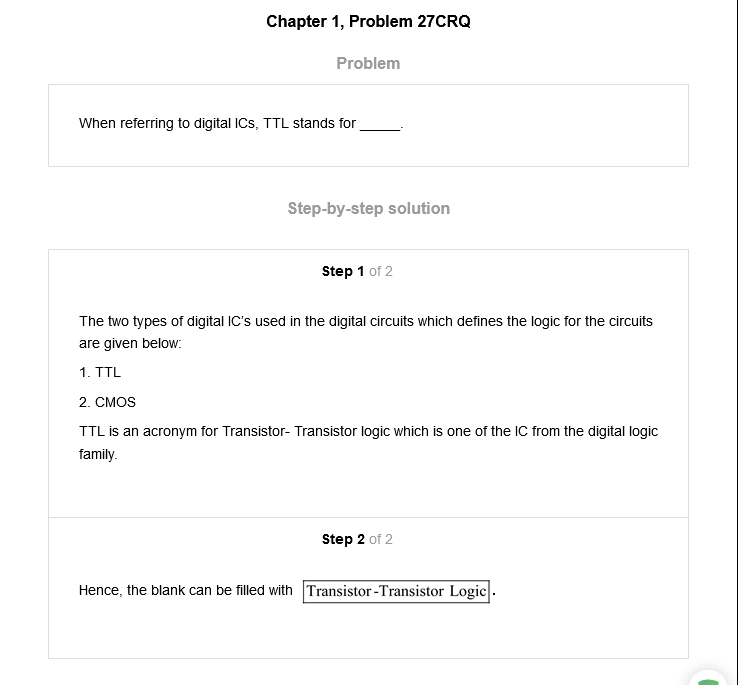 Chapter 1, Problem 27CRQ
Problem
When referring to digital ICs, TTL stands for _____.
Step-by-step solution
Step 1 of 2
The two types of digital IC's used in the digital circuits which defines the logic for the circuits
are given below:
1. TTL
2. CMOS
TTL is an acronym for Transistor- Transistor logic which is one of the IC from the digital logic
family.
Step 2 of 2
Hence, the blank can be filled with Transistor-Transistor Logic.